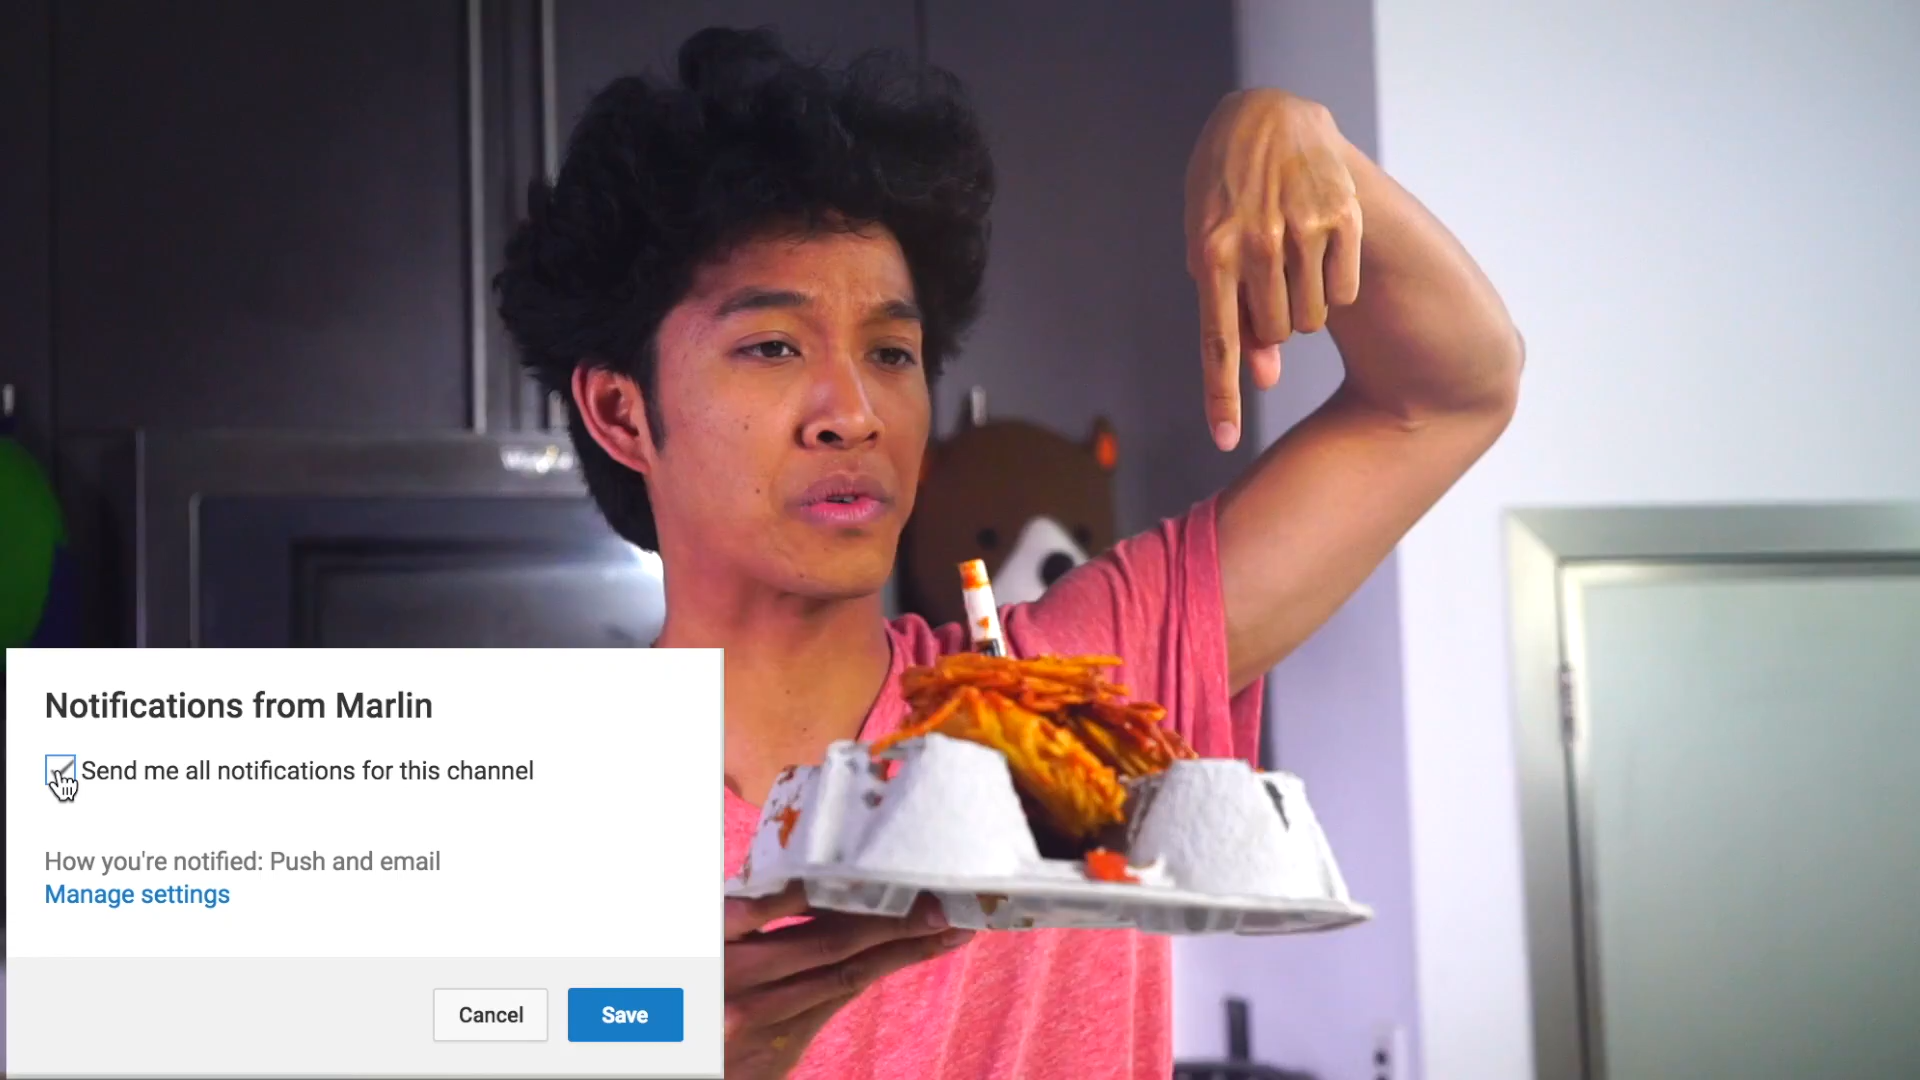 Notifications from Marlin
Send me all notifications for this channel
How you're notified: Push and email
Manage settings
Cancel
Save